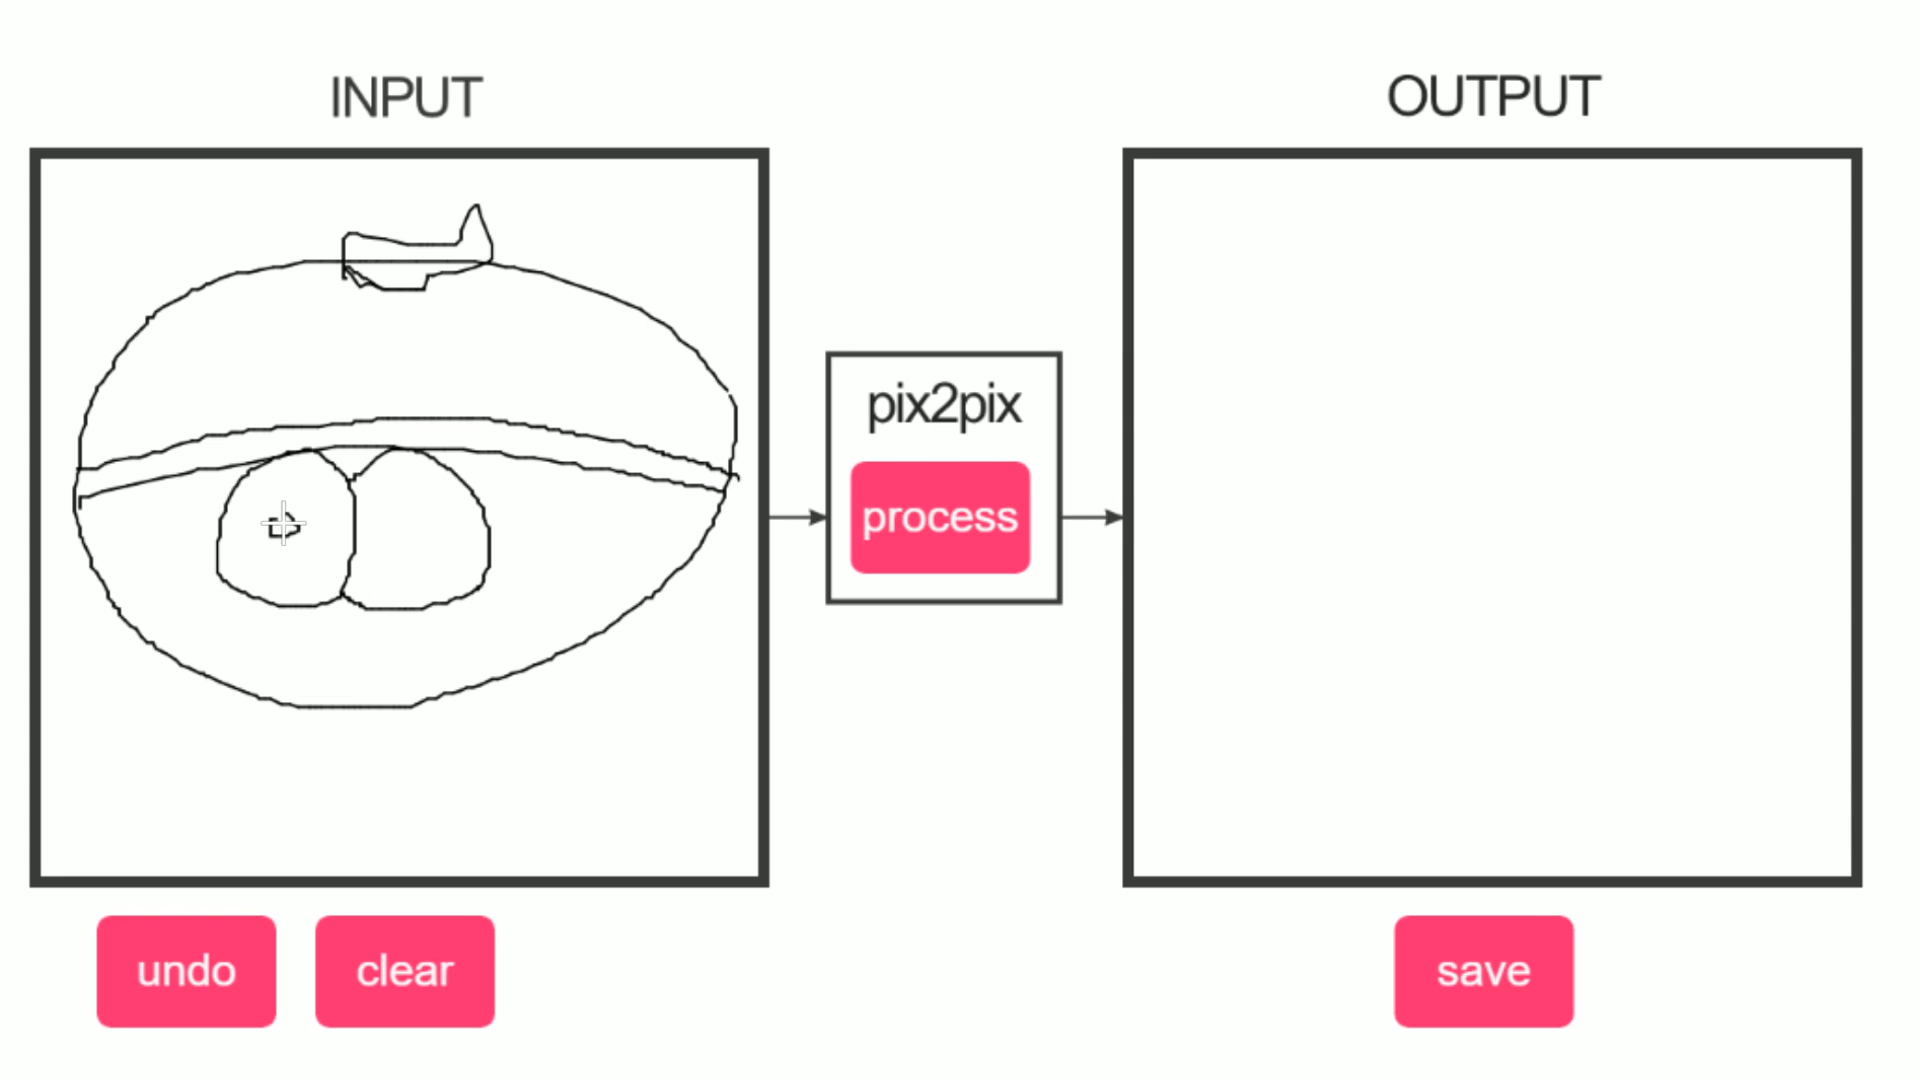 INPUT
OUTPUT
pix2pix
process
undo
clear
save